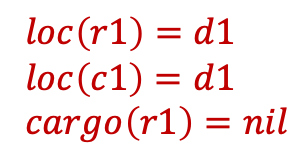 loc(r1) = d1
loc(c1) = d1
cargo(r1) = nil